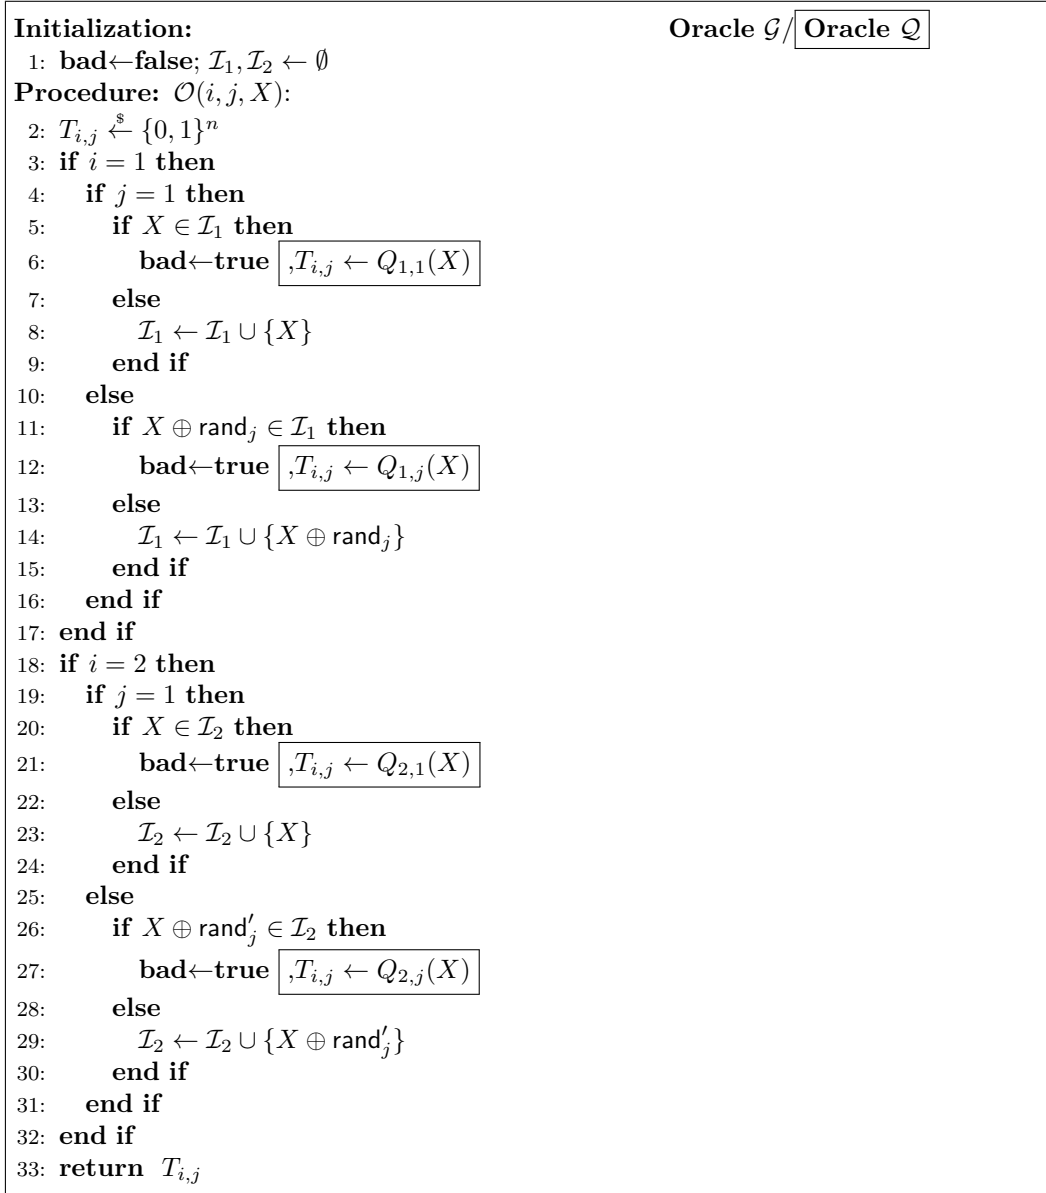 Initialization: Oracle 𝒢/ Oracle 𝒬
1: bad←false; ℐ₁, ℐ₂ ← ∅
Procedure: 𝒪(i, j, X):
2: T_{i,j} ←$ {0, 1}ⁿ
3: if i = 1 then
4: if j = 1 then
5: if X ∈ ℐ₁ then
6: bad←true ,T_{i,j} ← Q_{1,1}(X)
7: else
8: ℐ₁ ← ℐ₁ ∪ {X}
9: end if
10: else
11: if X ⊕ rand_j ∈ ℐ₁ then
12: bad←true ,T_{i,j} ← Q_{1,j}(X)
13: else
14: ℐ₁ ← ℐ₁ ∪ {X ⊕ rand_j}
15: end if
16: end if
17: end if
18: if i = 2 then
19: if j = 1 then
20: if X ∈ ℐ₂ then
21: bad←true ,T_{i,j} ← Q_{2,1}(X)
22: else
23: ℐ₂ ← ℐ₂ ∪ {X}
24: end if
25: else
26: if X ⊕ rand′_j ∈ ℐ₂ then
27: bad←true ,T_{i,j} ← Q_{2,j}(X)
28: else
29: ℐ₂ ← ℐ₂ ∪ {X ⊕ rand′_j}
30: end if
31: end if
32: end if
33: return T_{i,j}